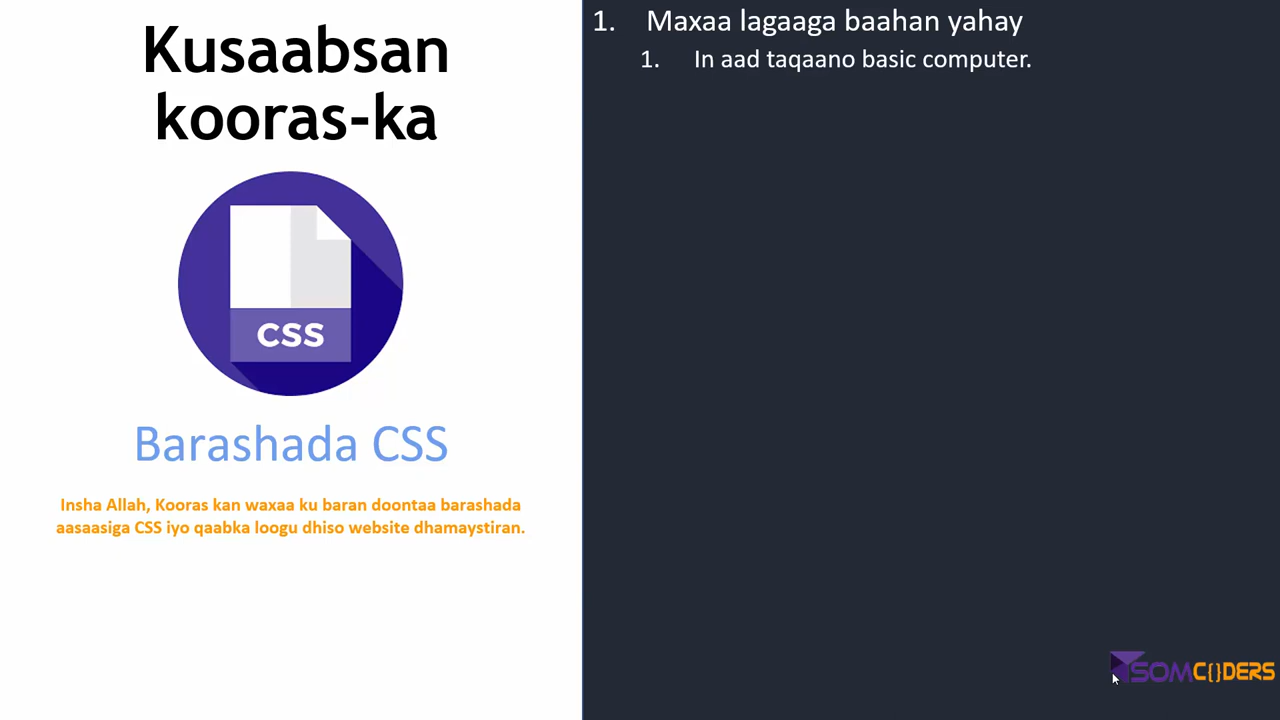 Kusaabsan
kooras-ka
CSS
Barashada CSS
Insha Allah, Kooras kan waxaa ku baran doontaa barashada
aasaasiga CSS iyo qaabka loogu dhiso website dhamaystiran.
1. Maxaa lagaaga baahan yahay
1. In aad taqaano basic computer.
SOMC{}DERS